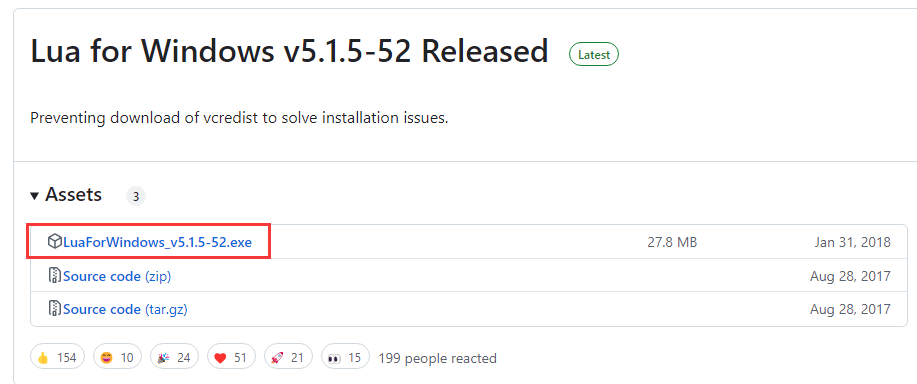 Lua for Windows v5.1.5-52 Released Latest
Preventing download of vcredist to solve installation issues.
Assets 3
LuaForWindows_v5.1.5-52.exe 27.8 MB Jan 31, 2018
Source code (zip) Aug 28, 2017
Source code (tar.gz) Aug 28, 2017
154 10 24 51 21 15 199 people reacted